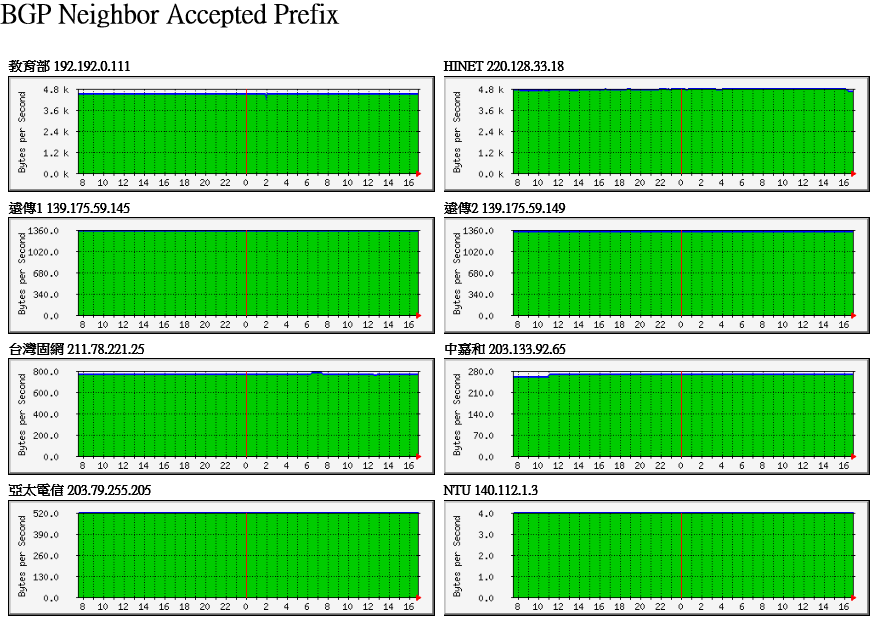 BGP Neighbor Accepted Prefix
教育部 192.192.0.111
Bytes per Second
4.8 k
3.6 k
2.4 k
1.2 k
0.0 k
8 10 12 14 16 18 20 22 0 2 4 6 8 10 12 14 16
HINET 220.128.33.18
Bytes per Second
4.8 k
3.6 k
2.4 k
1.2 k
0.0 k
8 10 12 14 16 18 20 22 0 2 4 6 8 10 12 14 16
遠傳1 139.175.59.145
Bytes per Second
1360.0
1020.0
680.0
340.0
0.0
8 10 12 14 16 18 20 22 0 2 4 6 8 10 12 14 16
遠傳2 139.175.59.149
Bytes per Second
1360.0
1020.0
680.0
340.0
0.0
8 10 12 14 16 18 20 22 0 2 4 6 8 10 12 14 16
台灣固網 211.78.221.25
Bytes per Second
800.0
600.0
400.0
200.0
0.0
8 10 12 14 16 18 20 22 0 2 4 6 8 10 12 14 16
中嘉和 203.133.92.65
Bytes per Second
280.0
210.0
140.0
70.0
0.0
8 10 12 14 16 18 20 22 0 2 4 6 8 10 12 14 16
亞太電信 203.79.255.205
Bytes per Second
520.0
390.0
260.0
130.0
0.0
8 10 12 14 16 18 20 22 0 2 4 6 8 10 12 14 16
NTU 140.112.1.3
Bytes per Second
4.0
3.0
2.0
1.0
0.0
8 10 12 14 16 18 20 22 0 2 4 6 8 10 12 14 16